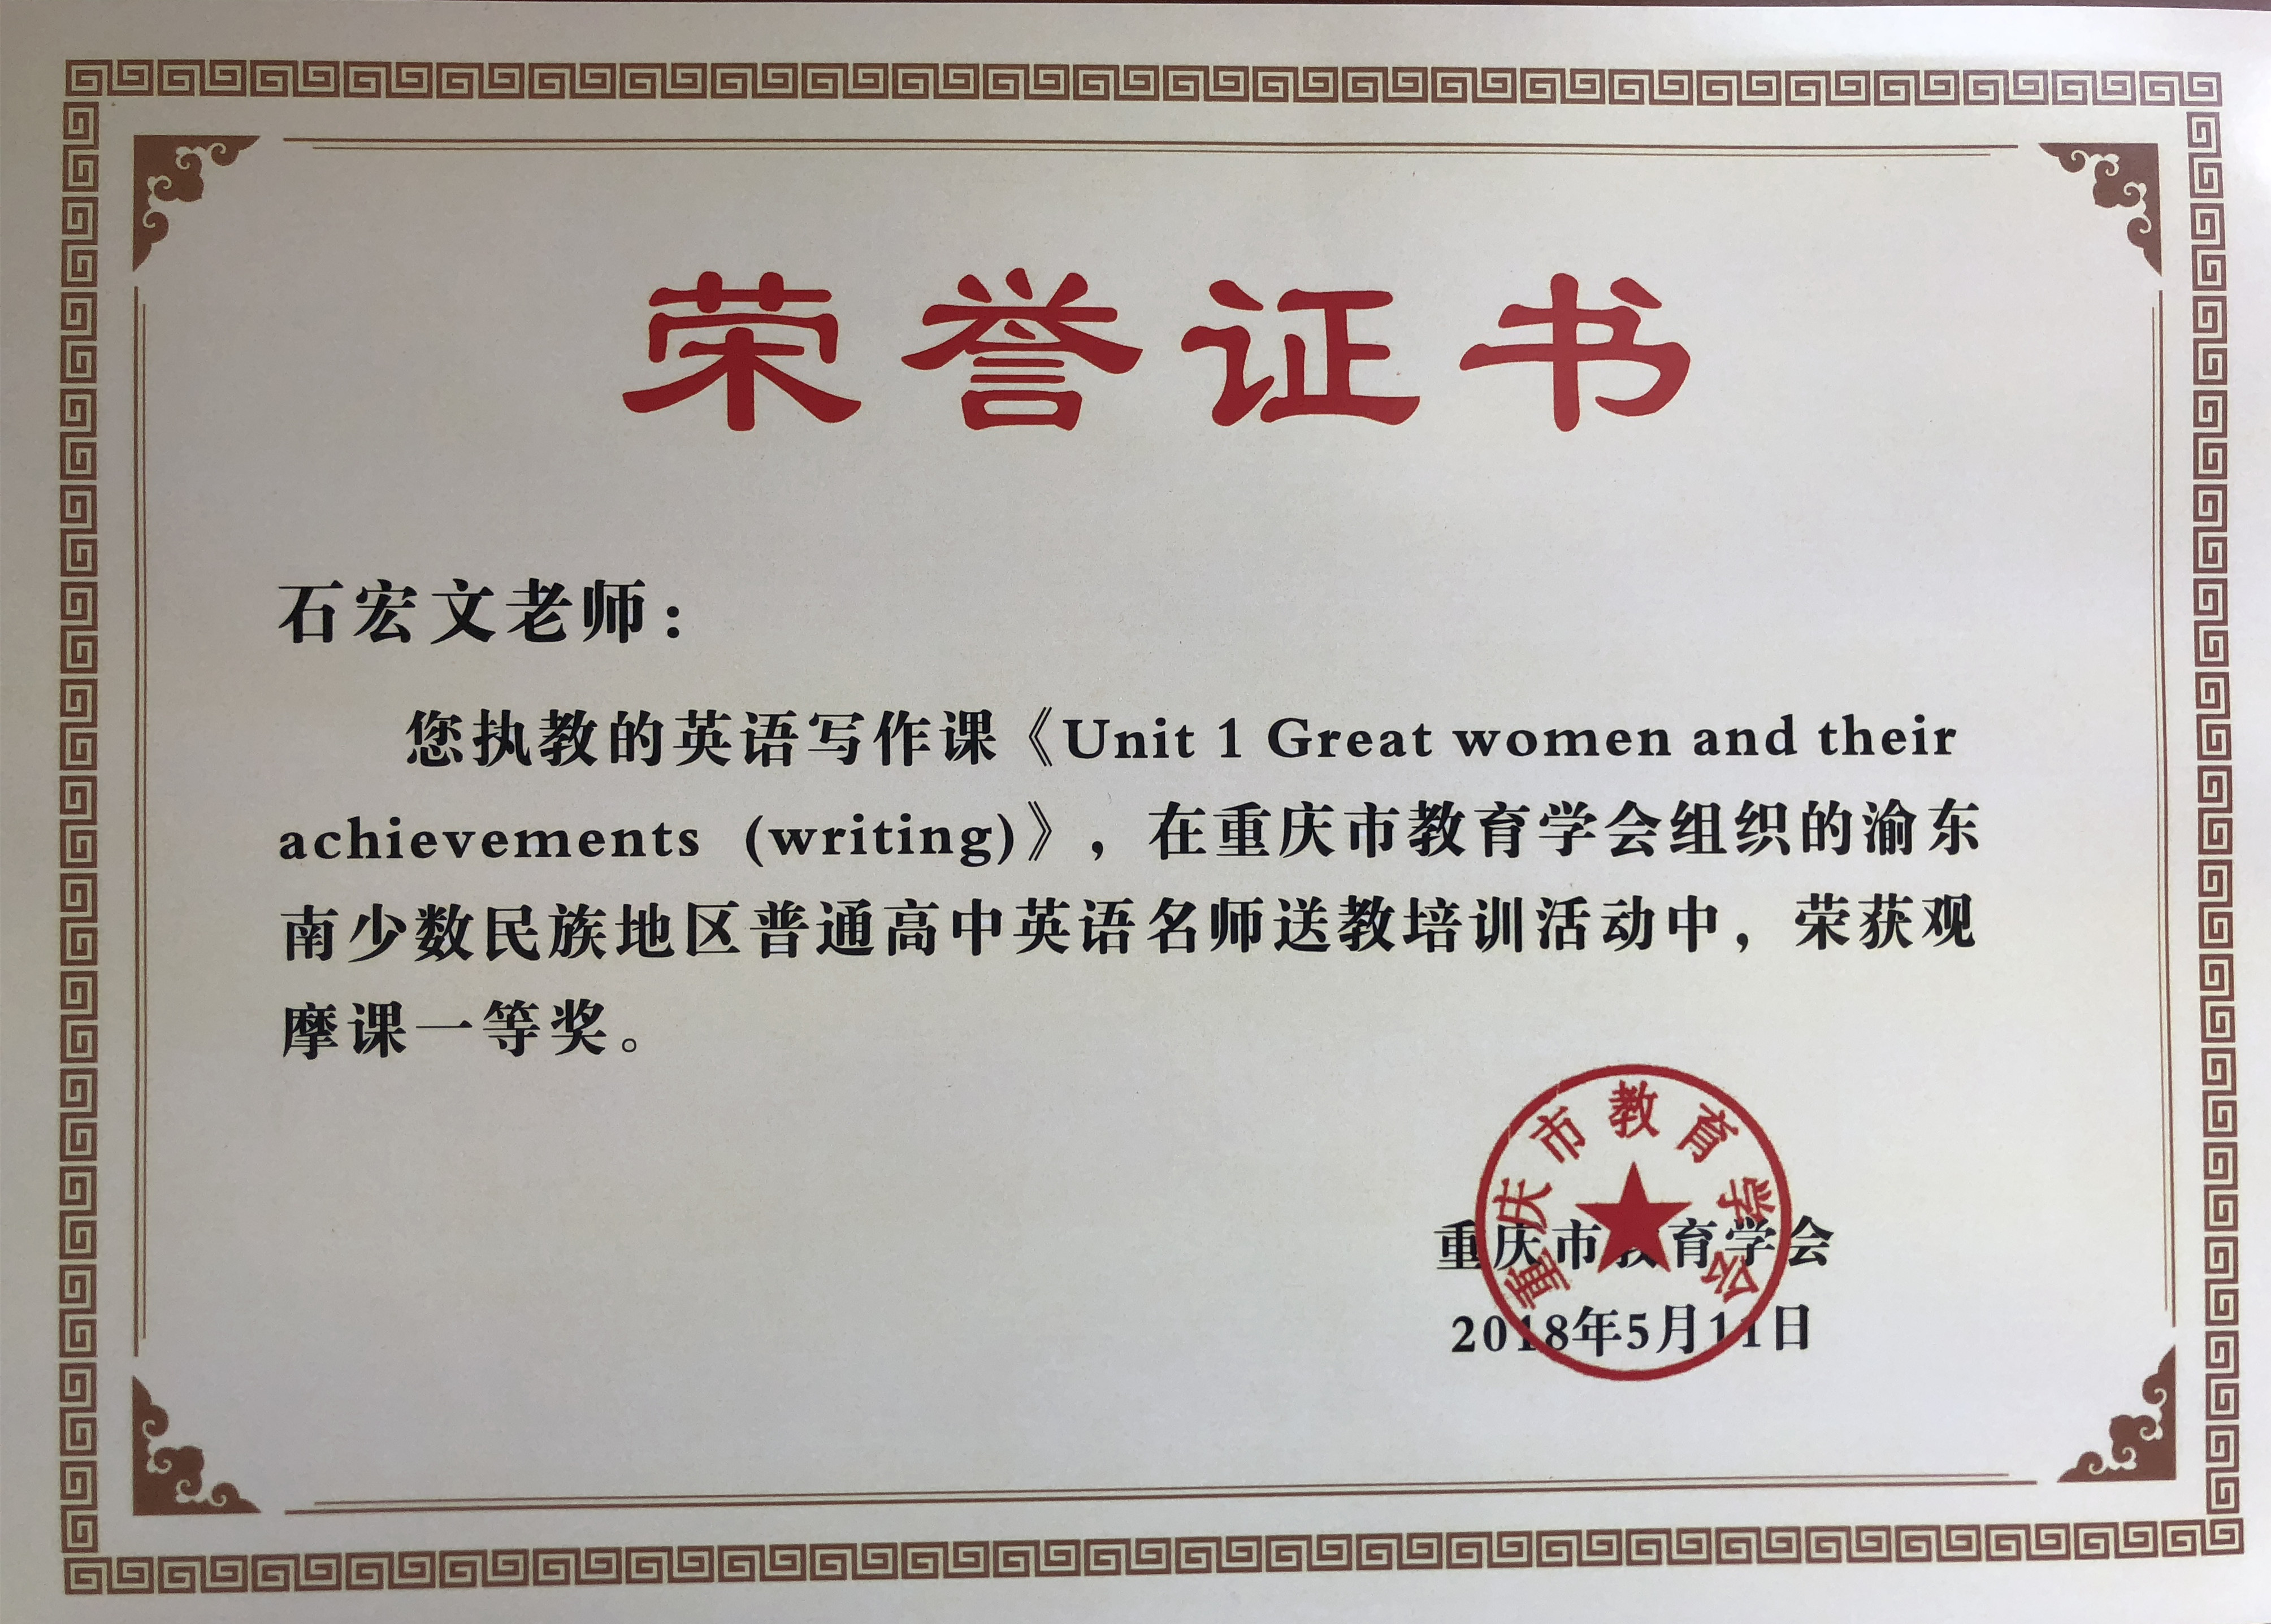 荣誉证书
石宏文老师：
您执教的英语写作课《Unit 1 Great women and their
achievements (writing)》，在重庆市教育学会组织的渝东
南少数民族地区普通高中英语名师送教培训活动中，荣获观
摩课一等奖。
重庆市教育学会
重庆市教育学会
2018年5月11日